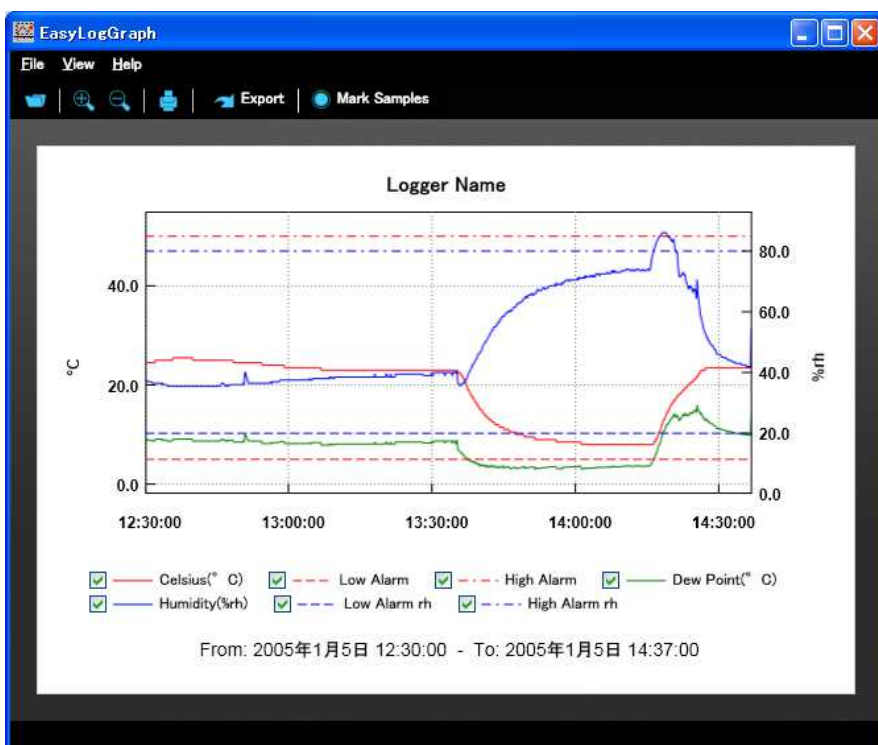 EasyLogGraph
File View Help
Export Mark Samples
Logger Name
40.0
20.0
0.0
°C
80.0
60.0
40.0
20.0
0.0
%rh
12:30:00 13:00:00 13:30:00 14:00:00 14:30:00
Celsius(° C) Low Alarm High Alarm Dew Point(° C)
Humidity(%rh) Low Alarm rh High Alarm rh
From: 2005年1月5日 12:30:00 - To: 2005年1月5日 14:37:00